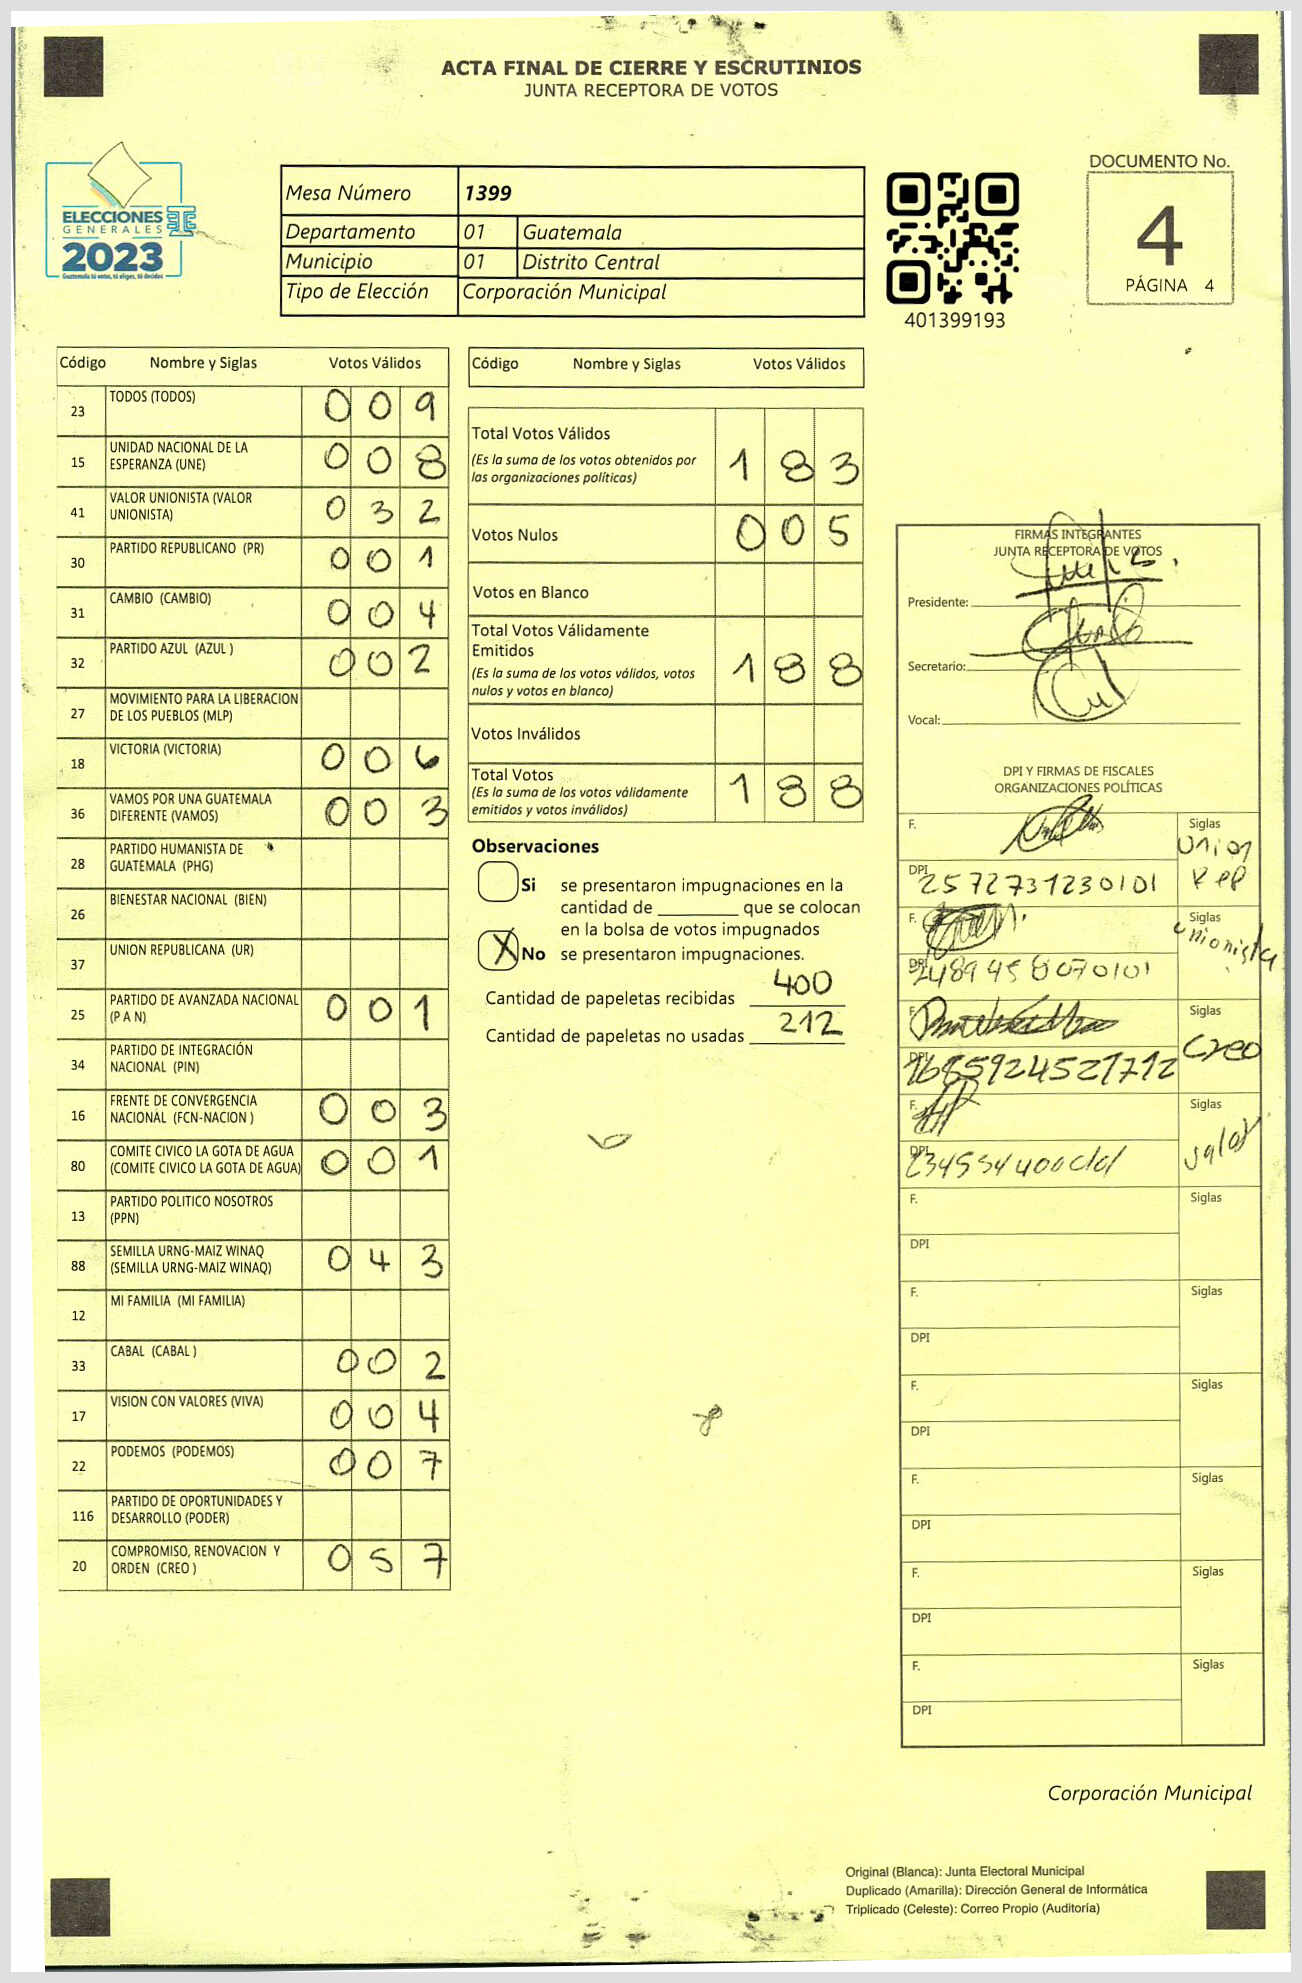 ACTA FINAL DE CIERRE Y ESCRUTINIOS
JUNTA RECEPTORA DE VOTOS
ELECCIONES
GENERALES
2023
Guatemala tú votas, tú eliges, tú decides
Mesa Número 1399
Departamento 01 Guatemala
Municipio 01 Distrito Central
Tipo de Elección Corporación Municipal
401399193
DOCUMENTO No.
4
PÁGINA 4
Código Nombre y Siglas Votos Válidos
23 TODOS (TODOS) 0 0 9
15 UNIDAD NACIONAL DE LA
ESPERANZA (UNE) 0 0 8
41 VALOR UNIONISTA (VALOR
UNIONISTA) 0 3 2
30 PARTIDO REPUBLICANO (PR) 0 0 1
31 CAMBIO (CAMBIO) 0 0 4
32 PARTIDO AZUL (AZUL ) 0 0 2
27 MOVIMIENTO PARA LA LIBERACION
DE LOS PUEBLOS (MLP)
18 VICTORIA (VICTORIA) 0 0 6
36 VAMOS POR UNA GUATEMALA
DIFERENTE (VAMOS) 0 0 3
28 PARTIDO HUMANISTA DE
GUATEMALA (PHG)
26 BIENESTAR NACIONAL (BIEN)
37 UNION REPUBLICANA (UR)
25 PARTIDO DE AVANZADA NACIONAL
(P A N) 0 0 1
34 PARTIDO DE INTEGRACIÓN
NACIONAL (PIN)
16 FRENTE DE CONVERGENCIA
NACIONAL (FCN-NACION ) 0 0 3
80 COMITE CIVICO LA GOTA DE AGUA
(COMITE CIVICO LA GOTA DE AGUA) 0 0 1
13 PARTIDO POLITICO NOSOTROS
(PPN)
88 SEMILLA URNG-MAIZ WINAQ
(SEMILLA URNG-MAIZ WINAQ) 0 4 3
12 MI FAMILIA (MI FAMILIA)
33 CABAL (CABAL ) 0 0 2
17 VISION CON VALORES (VIVA) 0 0 4
22 PODEMOS (PODEMOS) 0 0 7
116 PARTIDO DE OPORTUNIDADES Y
DESARROLLO (PODER)
20 COMPROMISO, RENOVACION Y
ORDEN (CREO ) 0 5 7
Código Nombre y Siglas Votos Válidos
Total Votos Válidos
(Es la suma de los votos obtenidos por
las organizaciones políticas) 1 8 3
Votos Nulos 0 0 5
Votos en Blanco
Total Votos Válidamente
Emitidos
(Es la suma de los votos válidos, votos
nulos y votos en blanco) 1 8 8
Votos Inválidos
Total Votos
(Es la suma de los votos válidamente
emitidos y votos inválidos) 1 8 8
Observaciones
Si se presentaron impugnaciones en la
cantidad de ________ que se colocan
en la bolsa de votos impugnados
X No se presentaron impugnaciones.
Cantidad de papeletas recibidas 400
Cantidad de papeletas no usadas 212
FIRMAS INTEGRANTES
JUNTA RECEPTORA DE VOTOS
Presidente:
Secretario:
Vocal:
DPI Y FIRMAS DE FISCALES
ORGANIZACIONES POLÍTICAS
F. Siglas
Union
Rep
DPI 2572731230101
F. Siglas
Unionista
DPI
F. Siglas
Creo
DPI 1685924521712
F. Siglas
Valor
DPI
F. Siglas
DPI
F. Siglas
DPI
F. Siglas
DPI
F. Siglas
DPI
F. Siglas
DPI
F. Siglas
DPI
Corporación Municipal
Original (Blanca): Junta Electoral Municipal
Duplicado (Amarilla): Dirección General de Informática
Triplicado (Celeste): Correo Propio (Auditoría)